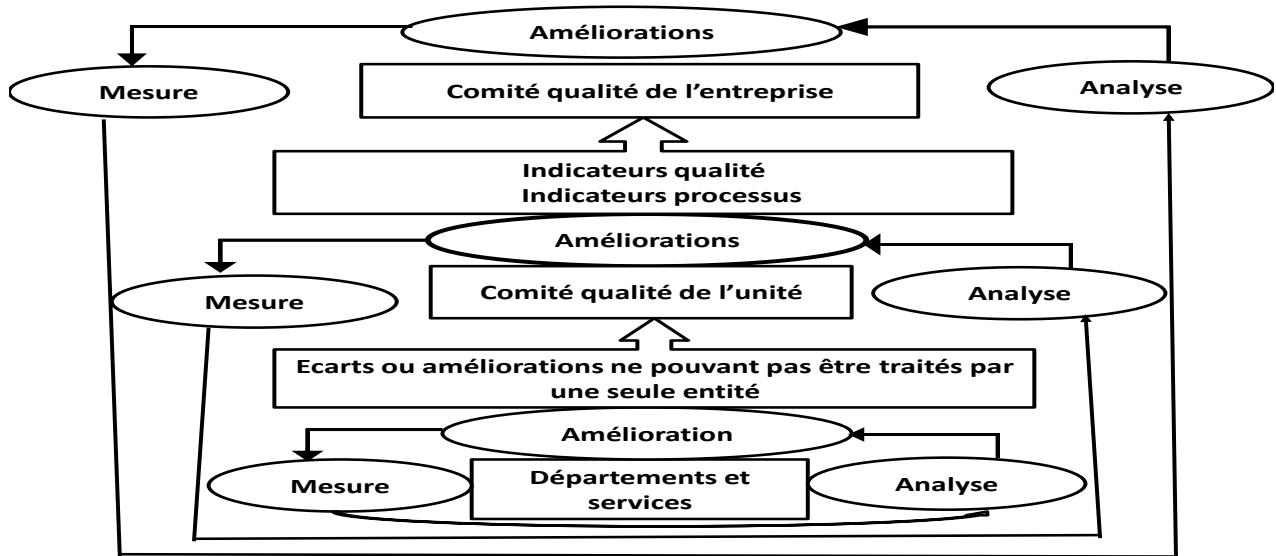 Améliorations
Mesure
Comité qualité de l’entreprise
Analyse
Indicateurs qualité
Indicateurs processus
Améliorations
Mesure
Comité qualité de l’unité
Analyse
Ecarts ou améliorations ne pouvant pas être traités par
une seule entité
Amélioration
Mesure
Départements et
services
Analyse